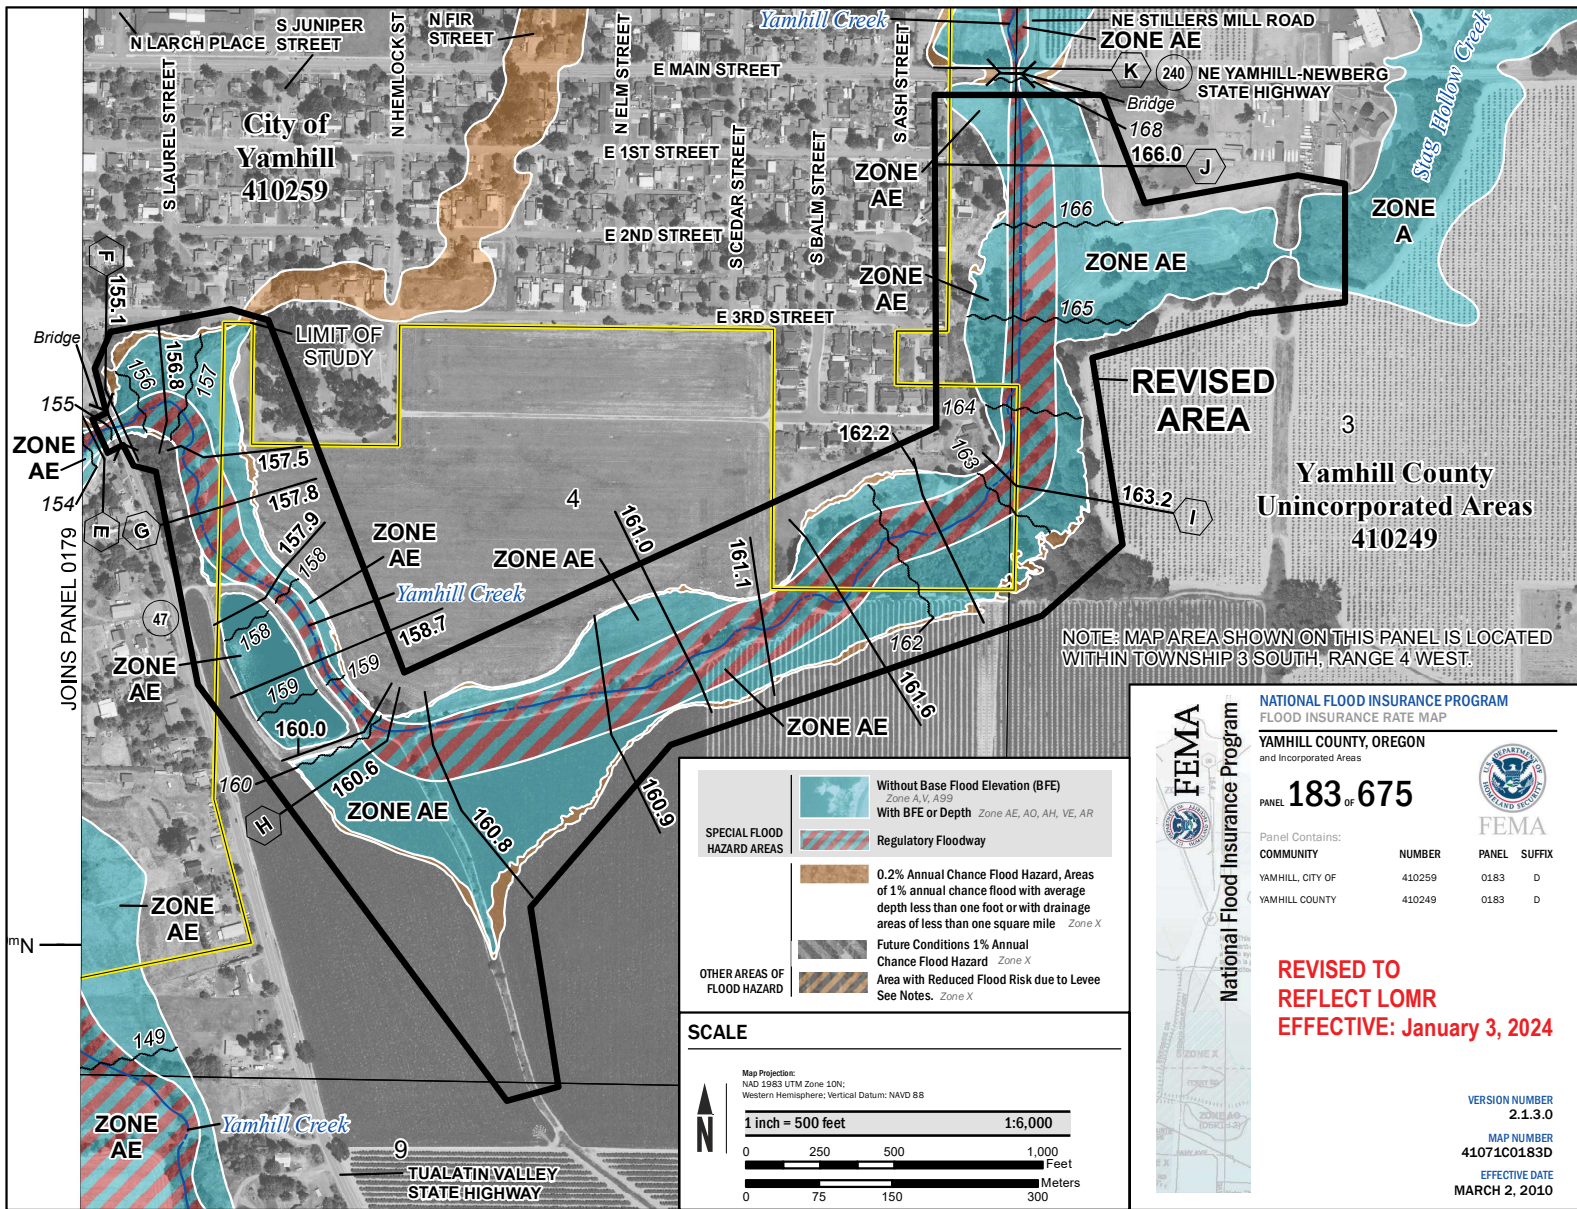 N LARCH PLACE
S JUNIPER
STREET
N HEMLOCK ST
N FIR
STREET
S LAUREL STREET
City of
Yamhill
410259
N ELM STREET
E MAIN STREET
E 1ST STREET
E 2ND STREET
E 3RD STREET
S CEDAR STREET
S BALM STREET
S ASH STREET
Yamhill Creek
NE STILLERS MILL ROAD
ZONE AE
K
240
NE YAMHILL-NEWBERG
STATE HIGHWAY
Bridge
168
166.0
J
Stag Hollow Creek
ZONE
AE
166
ZONE
A
ZONE AE
ZONE
AE
165
F
155.1
Bridge
LIMIT OF
STUDY
156
156.8
157
155
ZONE
AE
154
E
G
157.5
157.8
157.9
158
ZONE
AE
4
164
162.2
163
163.2
I
REVISED
AREA
3
Yamhill County
Unincorporated Areas
410249
JOINS PANEL 0179
47
ZONE
AE
158
Yamhill Creek
158.7
ZONE AE
161.0
161.1
159
159
160.0
160
160.6
H
ZONE AE
160.8
160.9
161.6
162
ZONE AE
NOTE: MAP AREA SHOWN ON THIS PANEL IS LOCATED
WITHIN TOWNSHIP 3 SOUTH, RANGE 4 WEST.
ZONE
AE
mN
149
ZONE
AE
Yamhill Creek
9
TUALATIN VALLEY
STATE HIGHWAY
SPECIAL FLOOD
HAZARD AREAS
Without Base Flood Elevation (BFE)
Zone A,V, A99
With BFE or Depth Zone AE, AO, AH, VE, AR
Regulatory Floodway
0.2% Annual Chance Flood Hazard, Areas
of 1% annual chance flood with average
depth less than one foot or with drainage
areas of less than one square mile Zone X
Future Conditions 1% Annual
Chance Flood Hazard Zone X
OTHER AREAS OF
FLOOD HAZARD
Area with Reduced Flood Risk due to Levee
See Notes. Zone X
SCALE
N
Map Projection:
NAD 1983 UTM Zone 10N;
Western Hemisphere; Vertical Datum: NAVD 88
1 inch = 500 feet 1:6,000
0 250 500 1,000
Feet
Meters
0 75 150 300
FEMA
National Flood Insurance Program
NATIONAL FLOOD INSURANCE PROGRAM
FLOOD INSURANCE RATE MAP
YAMHILL COUNTY, OREGON
and Incorporated Areas
PANEL 183 OF 675
FEMA
Panel Contains:
COMMUNITY NUMBER PANEL SUFFIX
YAMHILL, CITY OF 410259 0183 D
YAMHILL COUNTY 410249 0183 D
REVISED TO
REFLECT LOMR
EFFECTIVE: January 3, 2024
VERSION NUMBER
2.1.3.0
MAP NUMBER
41071C0183D
EFFECTIVE DATE
MARCH 2, 2010